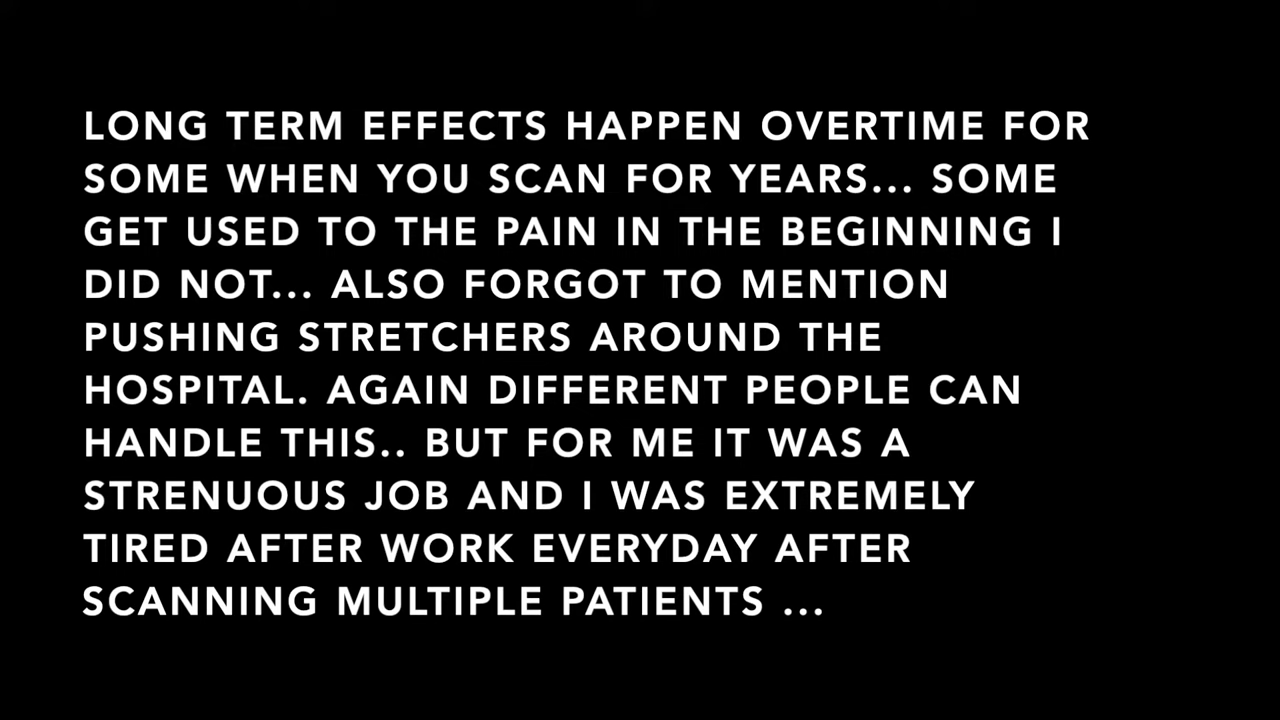 LONG TERM EFFECTS HAPPEN OVERTIME FOR
SOME WHEN YOU SCAN FOR YEARS... SOME
GET USED TO THE PAIN IN THE BEGINNING I
DID NOT... ALSO FORGOT TO MENTION
PUSHING STRETCHERS AROUND THE
HOSPITAL. AGAIN DIFFERENT PEOPLE CAN
HANDLE THIS.. BUT FOR ME IT WAS A
STRENUOUS JOB AND I WAS EXTREMELY
TIRED AFTER WORK EVERYDAY AFTER
SCANNING MULTIPLE PATIENTS ...